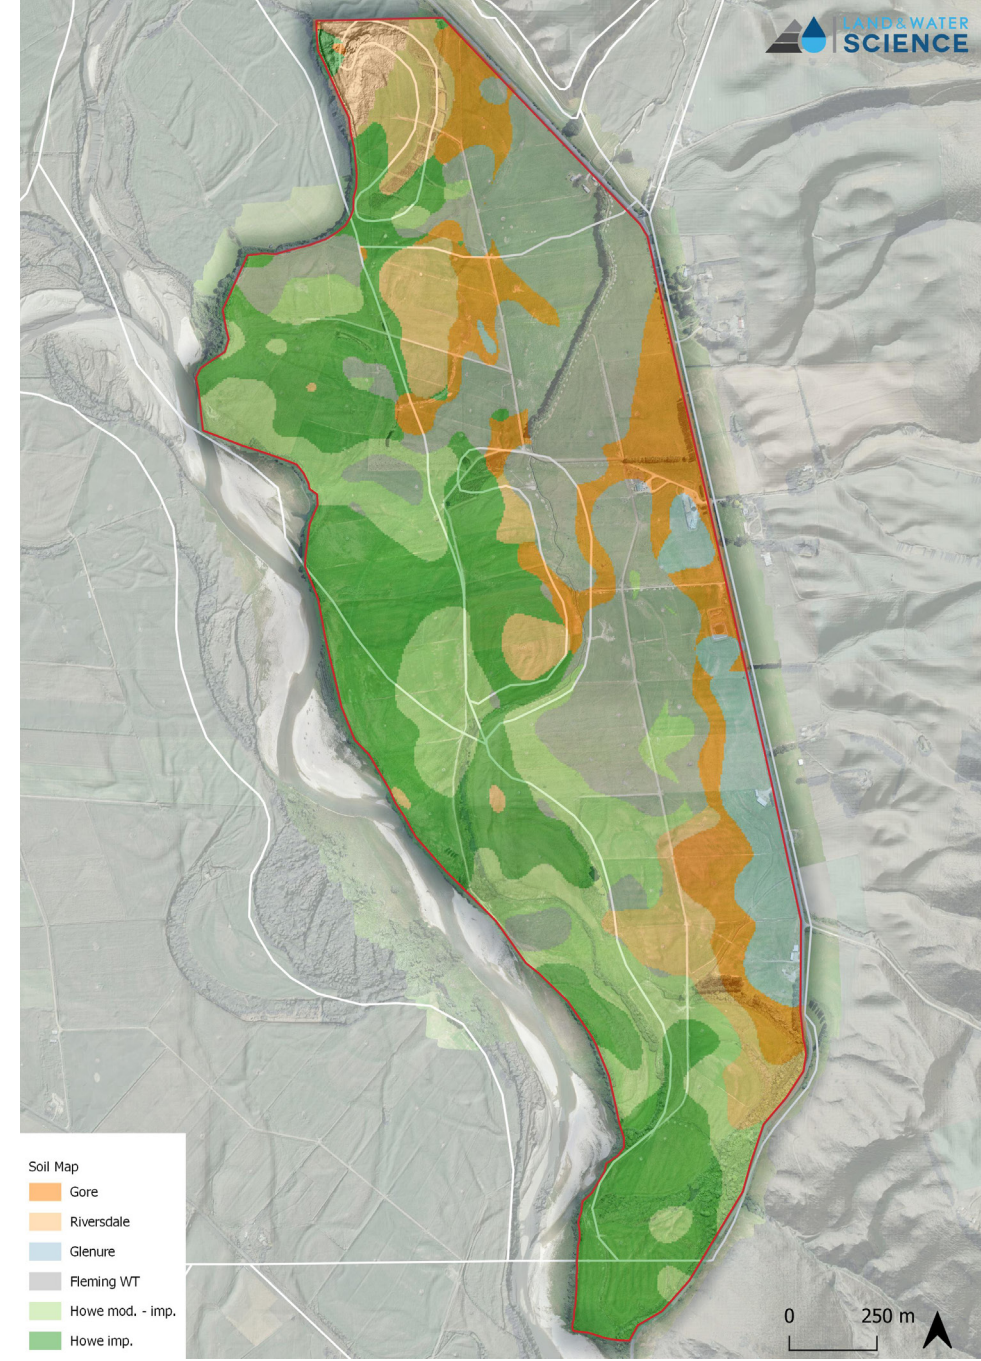 LAND&WATER
SCIENCE
Soil Map
Gore
Riversdale
Glenure
Fleming WT
Howe mod. - imp.
Howe imp.
0 250 m